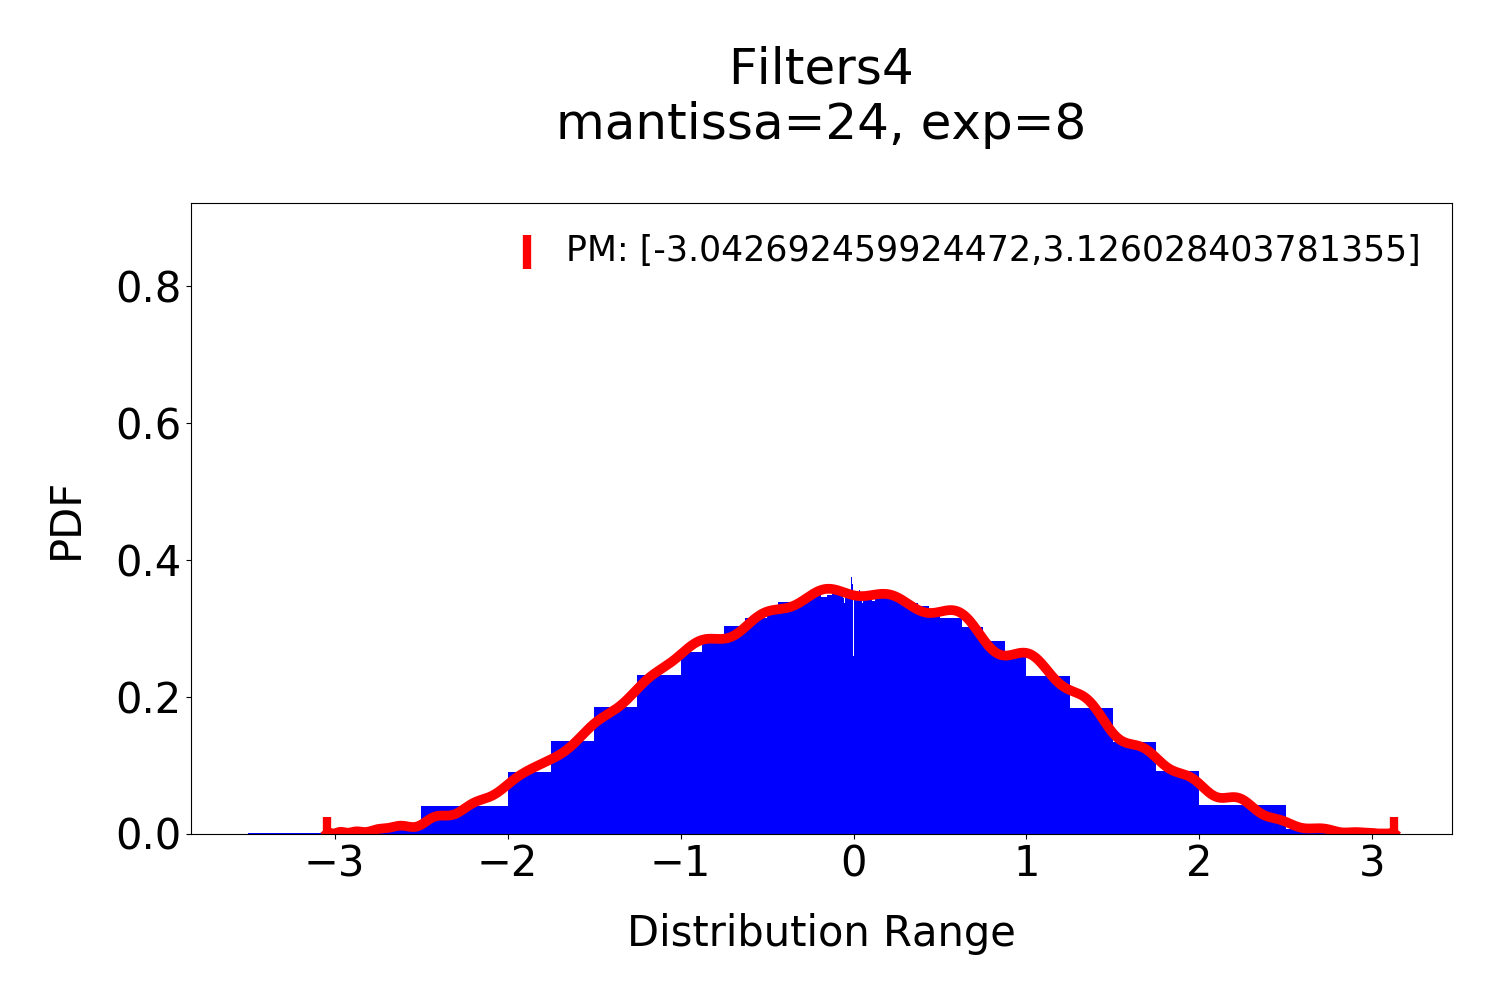 Filters4
mantissa=24, exp=8
PM: [-3.042692459924472,3.126028403781355]
0.8
0.6
0.4
0.2
0.0
PDF
−3
−2
−1
0
1
2
3
Distribution Range